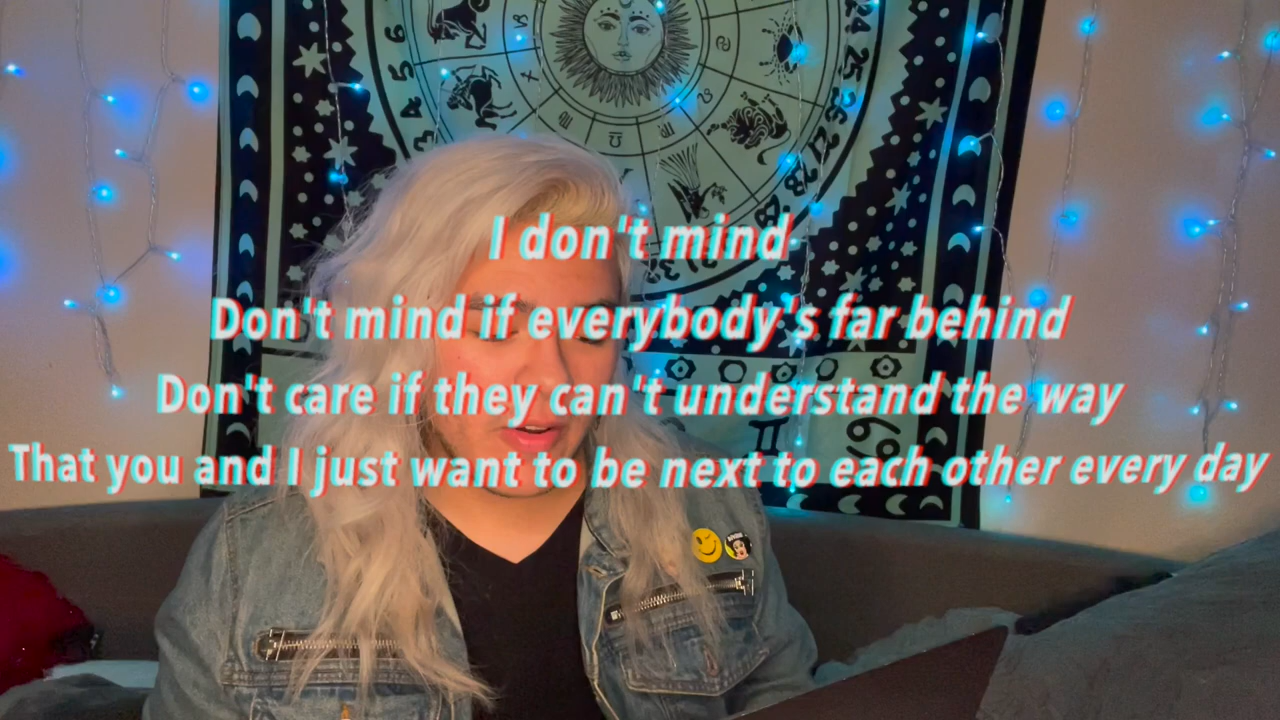 I don't mind
Don't mind if everybody's far behind
Don't care if they can't understand the way
That you and I just want to be next to each other every day